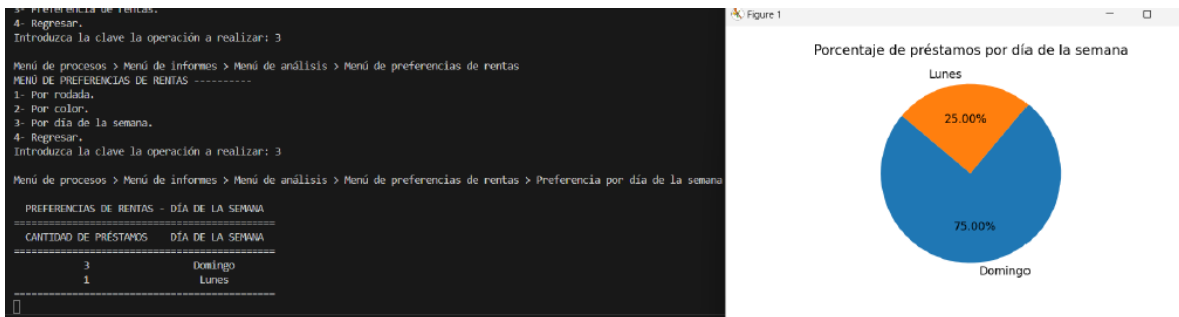 3- Preferencia de rentas.
4- Regresar.
Introduzca la clave la operación a realizar: 3
Menú de procesos > Menú de informes > Menú de análisis > Menú de preferencias de rentas
MENÚ DE PREFERENCIAS DE RENTAS ----------
1- Por rodada.
2- Por color.
3- Por día de la semana.
4- Regresar.
Introduzca la clave la operación a realizar: 3
Menú de procesos > Menú de informes > Menú de análisis > Menú de preferencias de rentas > Preferencia por día de la semana
PREFERENCIAS DE RENTAS - DÍA DE LA SEMANA
==============================================
CANTIDAD DE PRÉSTAMOS DÍA DE LA SEMANA
==============================================
3 Domingo
1 Lunes
----------------------------------------------
Figure 1
Porcentaje de préstamos por día de la semana
Lunes
25.00%
75.00%
Domingo